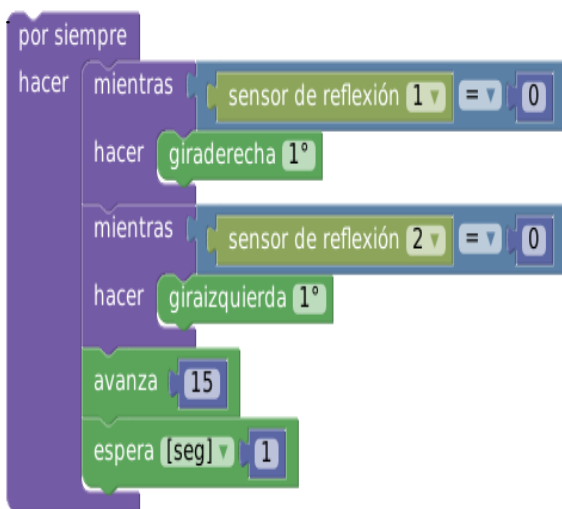 por siempre
hacer mientras sensor de reflexión 1 = 0
hacer giraderecha 1°
mientras sensor de reflexión 2 = 0
hacer giraizquierda 1°
avanza 15
espera [seg] 1